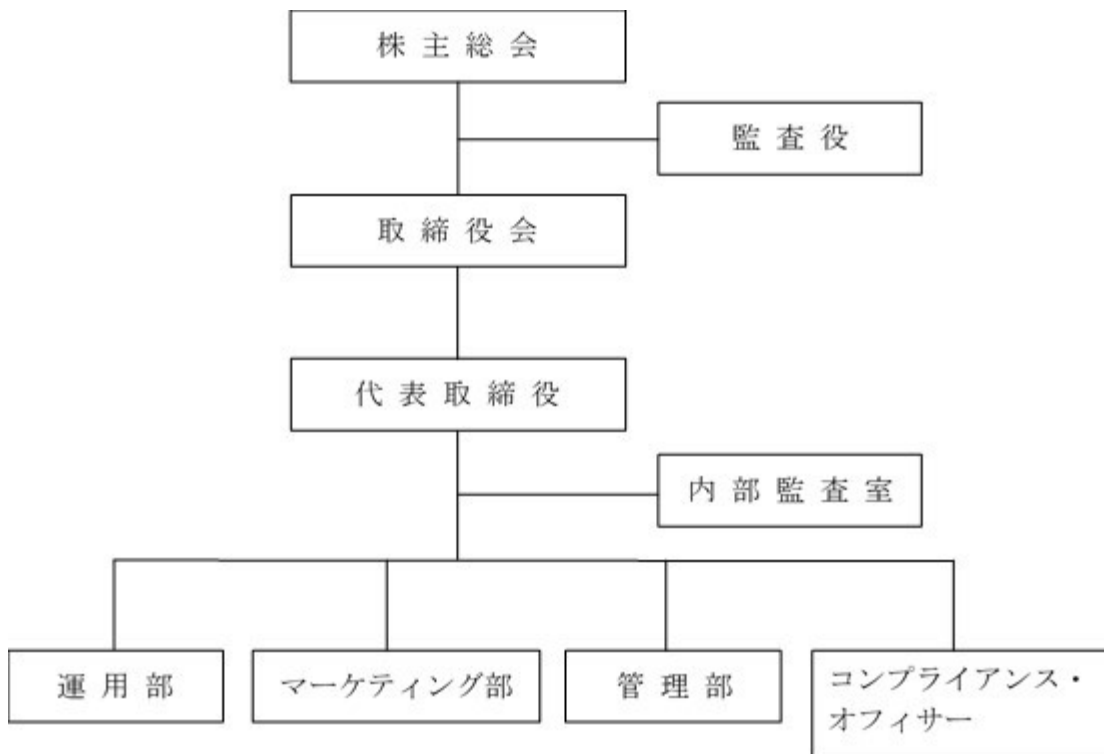 株主総会
監査役
取締役会
代表取締役
内部監査室
運用部
マーケティング部
管理部
コンプライアンス・
オフィサー